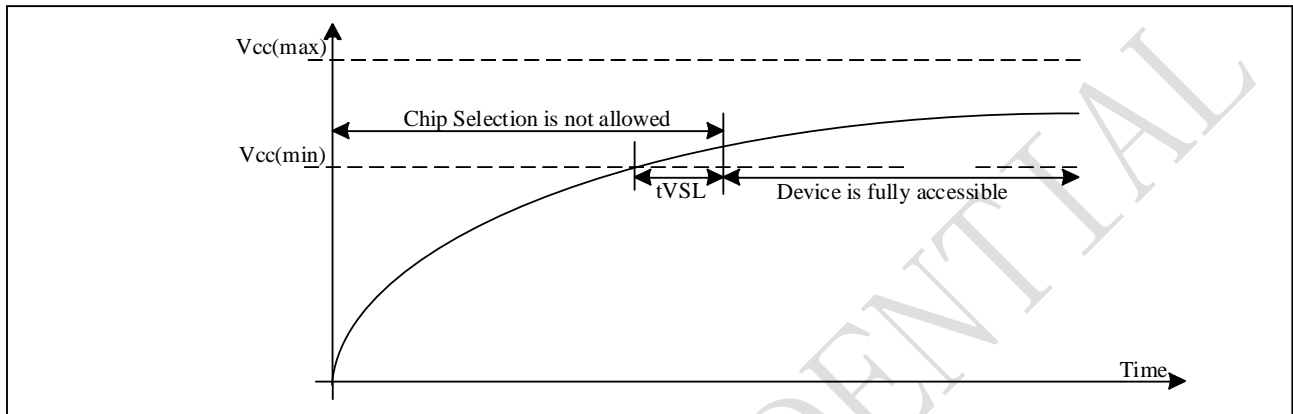 Vcc(max)
Chip Selection is not allowed
Vcc(min)
tVSL
Device is fully accessible
Time